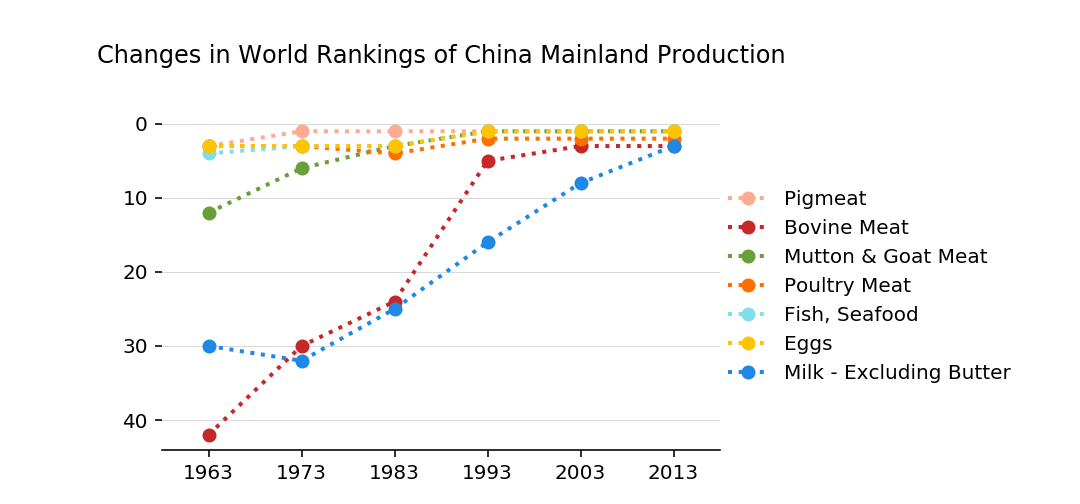 Changes in World Rankings of China Mainland Production
0
10
20
30
40
1963 1973 1983 1993 2003 2013
Pigmeat
Bovine Meat
Mutton & Goat Meat
Poultry Meat
Fish, Seafood
Eggs
Milk - Excluding Butter